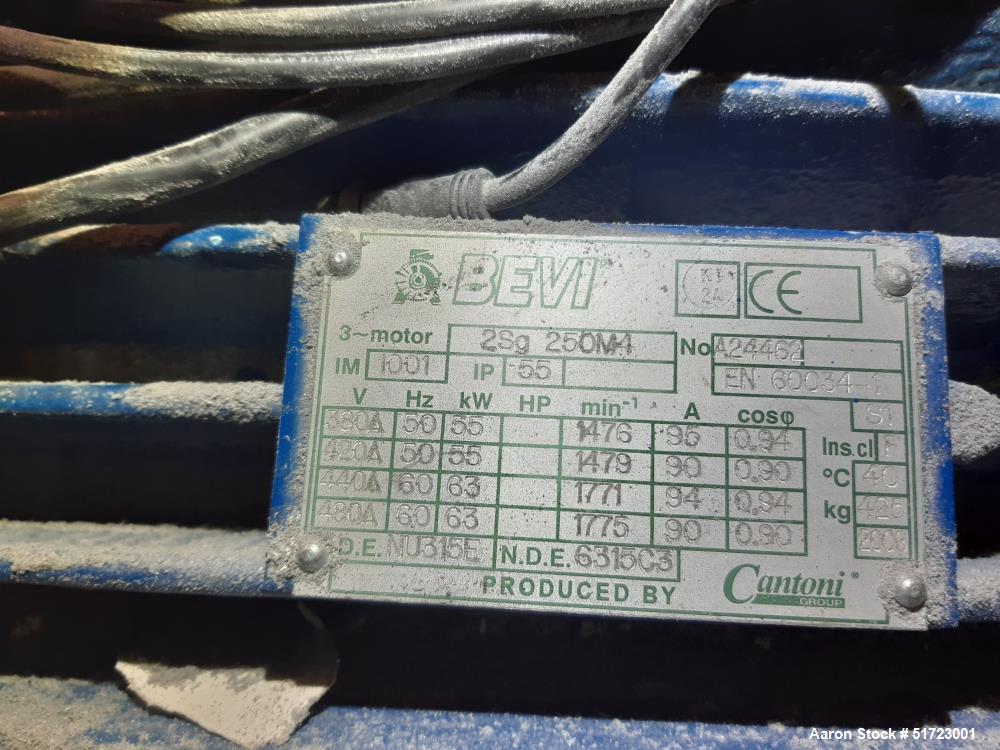 BEVI KT 24 CE
3~motor 2Sg 250M4 No A24462
IM 1001 IP 55 EN 60034-1
V Hz kW HP min⁻¹ A cosφ S1
380Δ 50 55 1476 95 0.94 Ins.cl F
420Δ 50 55 1479 90 0.90 °C 40
440Δ 60 63 1771 94 0.94 kg
480Δ 60 63 1775 90 0.90
D.E. NU315E N.D.E. 6315C3
PRODUCED BY Cantoni®
GROUP
Aaron Stock # 51723001